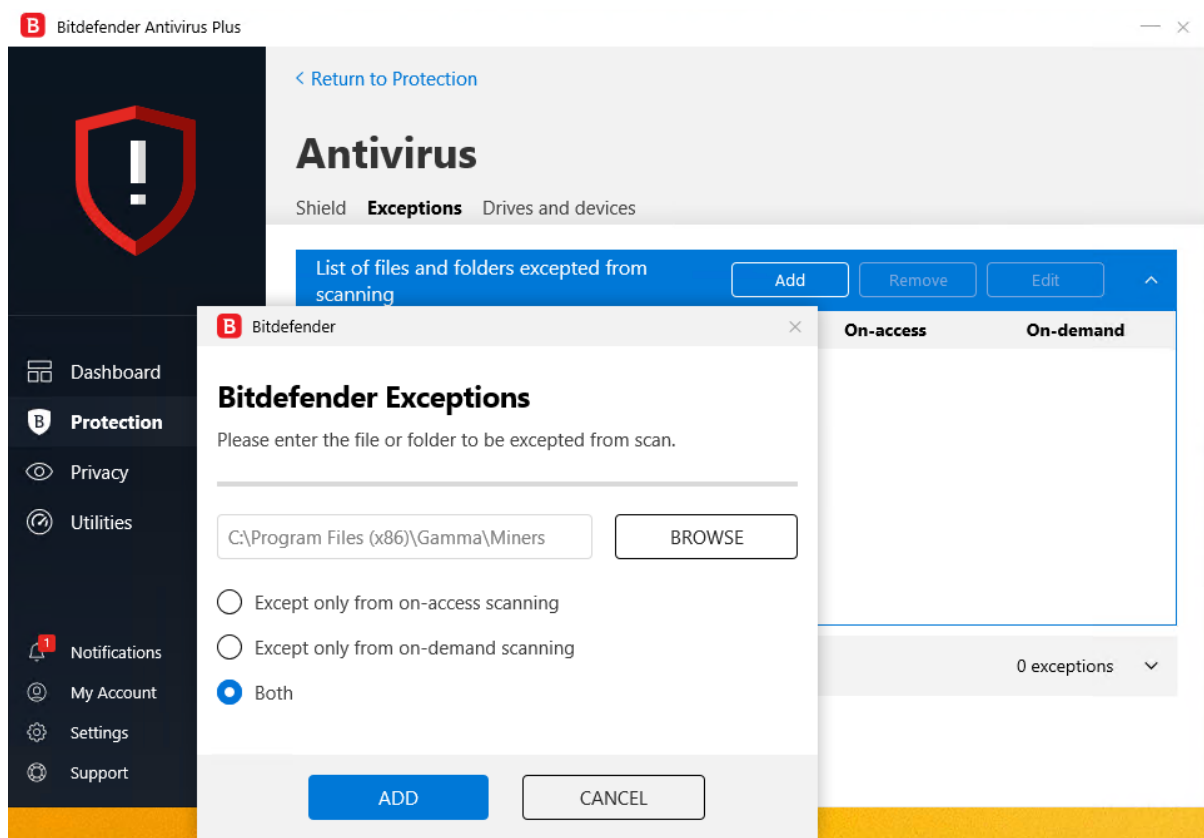 B Bitdefender Antivirus Plus
< Return to Protection
Antivirus
Shield Exceptions Drives and devices
List of files and folders excepted from
scanning
Add Remove Edit
On-access On-demand
Dashboard
B Protection
Privacy
Utilities
1
Notifications
My Account
Settings
Support
B Bitdefender
Bitdefender Exceptions
Please enter the file or folder to be excepted from scan.
C:\Program Files (x86)\Gamma\Miners BROWSE
Except only from on-access scanning
Except only from on-demand scanning
Both
ADD CANCEL
0 exceptions